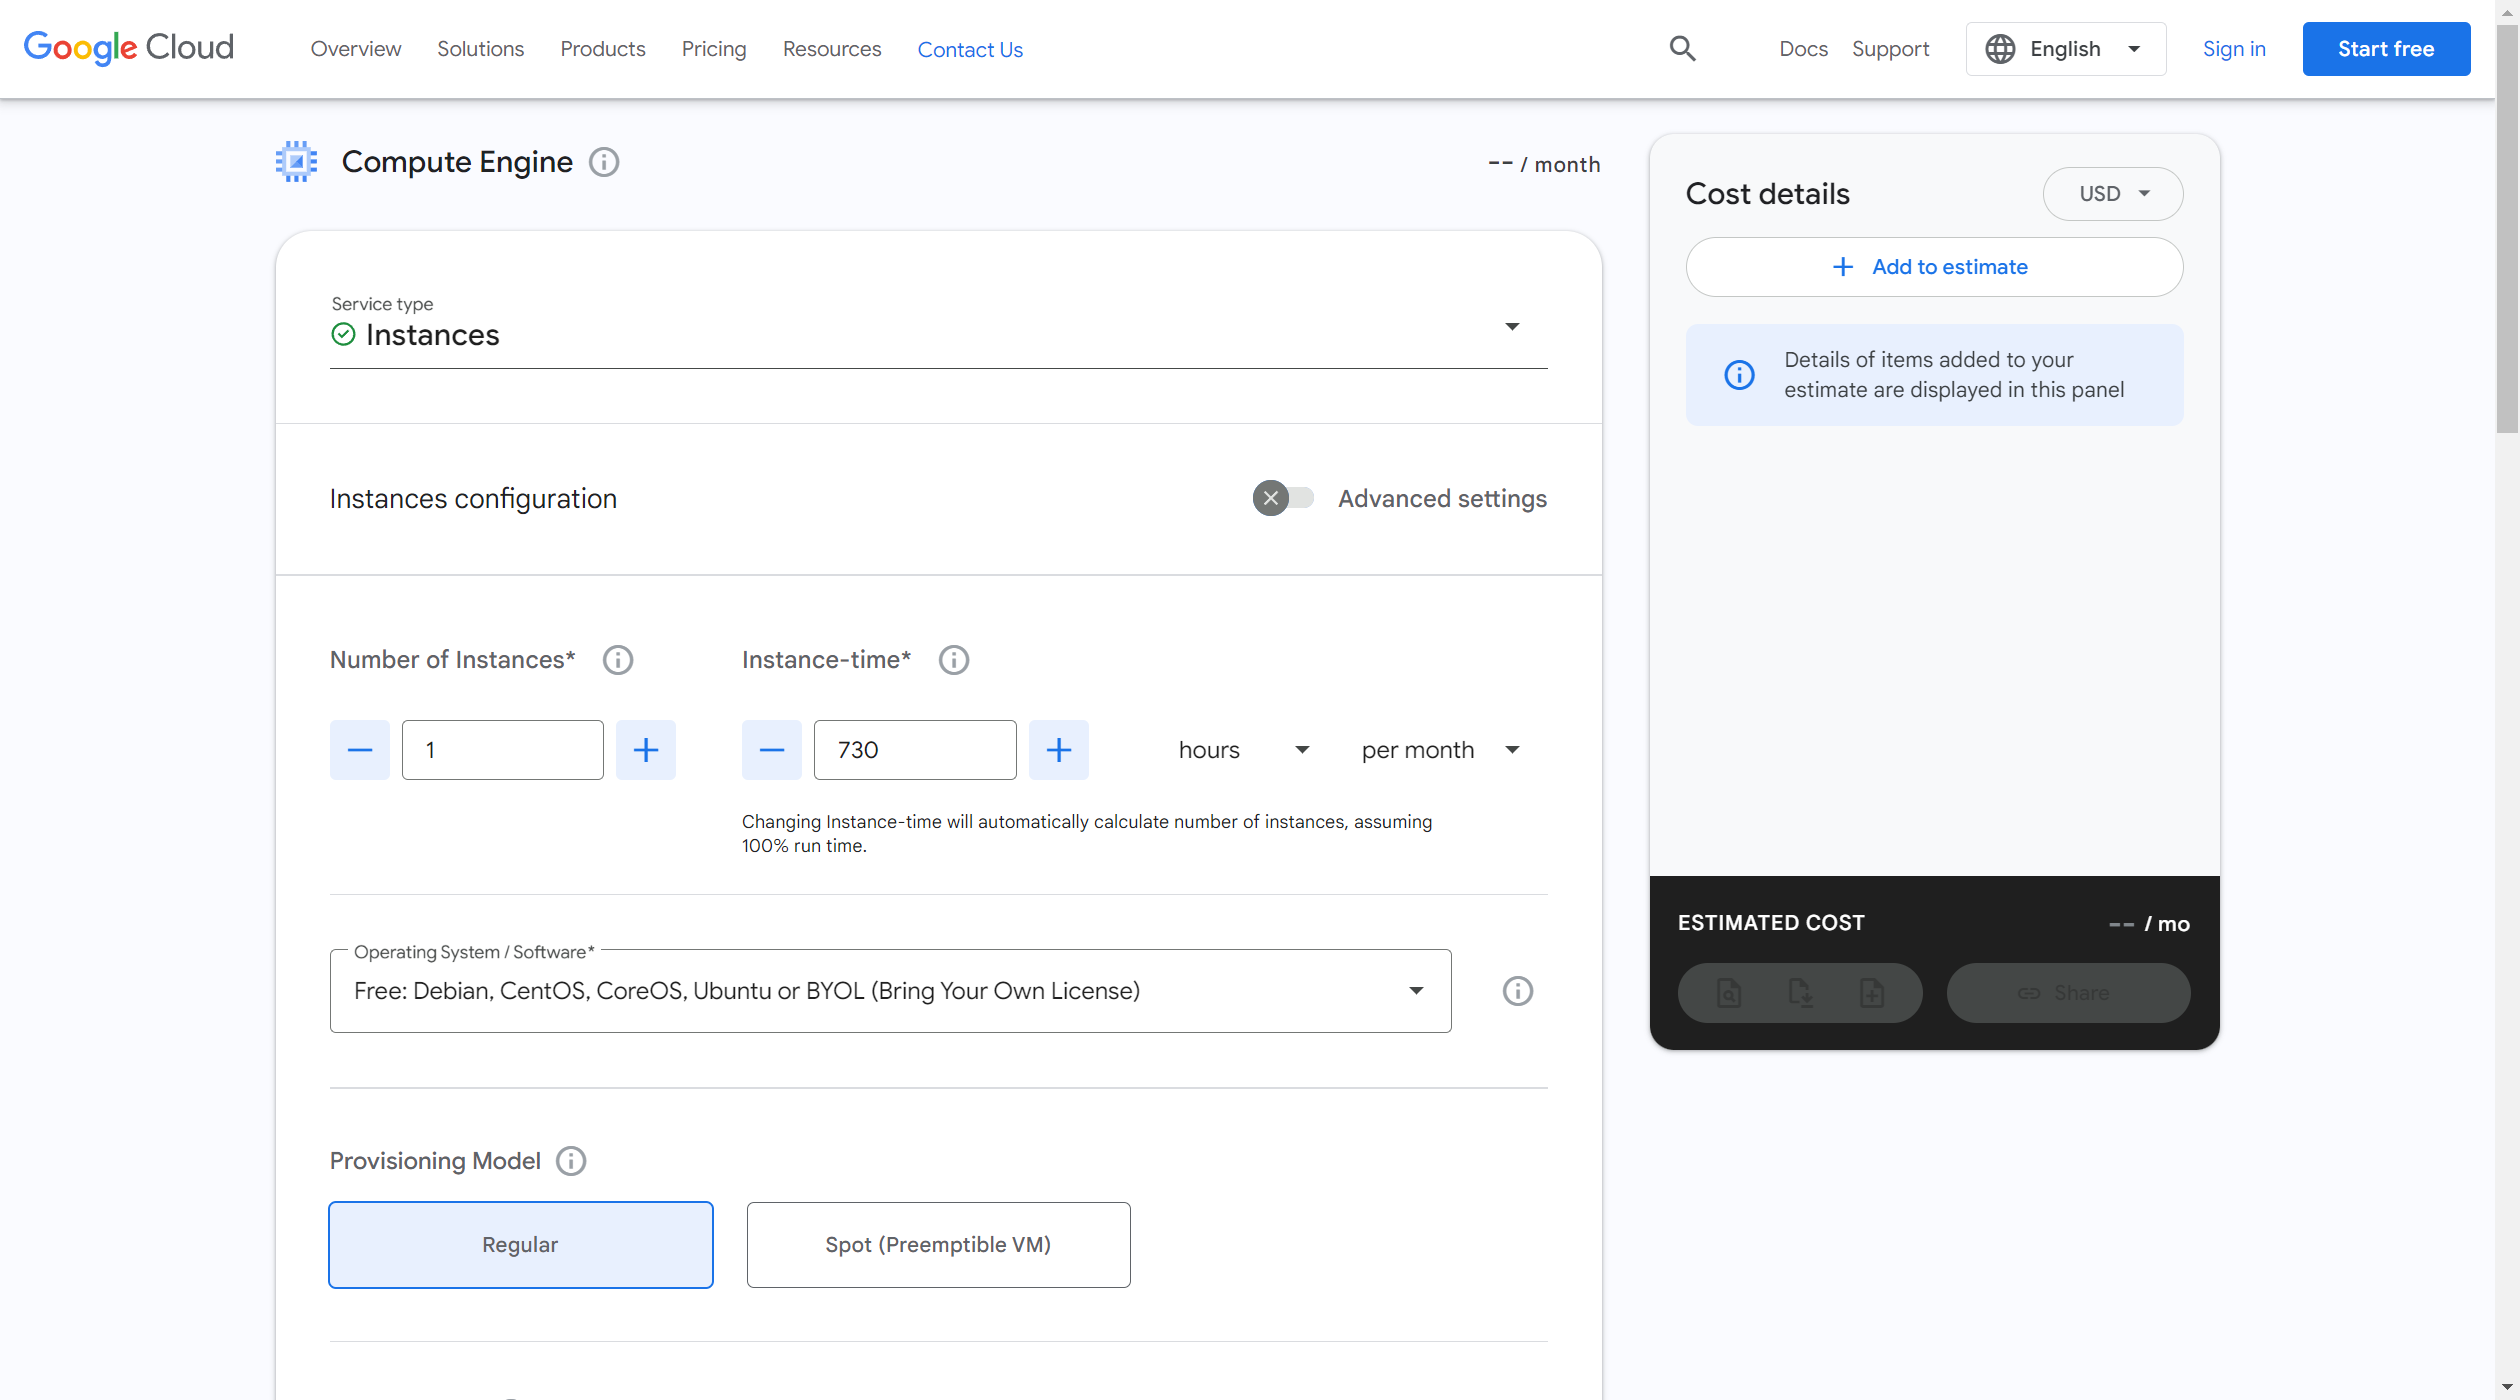 Google Cloud
Overview
Solutions
Products
Pricing
Resources
Contact Us
Docs
Support
English
Sign in
Start free
Compute Engine
-- / month
Service type
Instances
Instances configuration
Advanced settings
Number of Instances*
Instance-time*
1
730
hours
per month
Changing Instance-time will automatically calculate number of instances, assuming
100% run time.
Operating System / Software*
Free: Debian, CentOS, CoreOS, Ubuntu or BYOL (Bring Your Own License)
Provisioning Model
Regular
Spot (Preemptible VM)
Cost details
USD
Add to estimate
Details of items added to your
estimate are displayed in this panel
ESTIMATED COST
-- / mo
Share